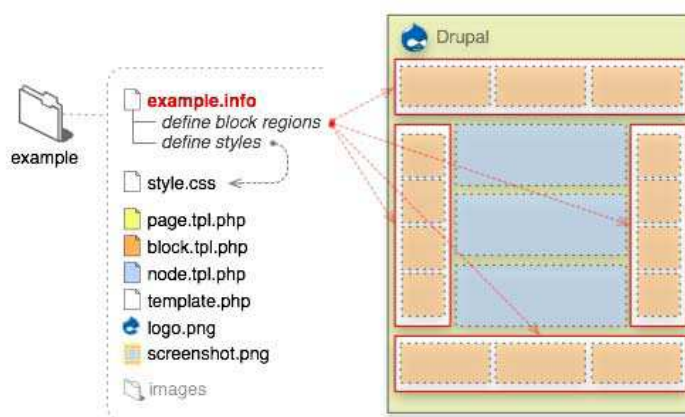 Drupal
example
example.info
define block regions
define styles
style.css
page.tpl.php
block.tpl.php
node.tpl.php
template.php
logo.png
screenshot.png
images